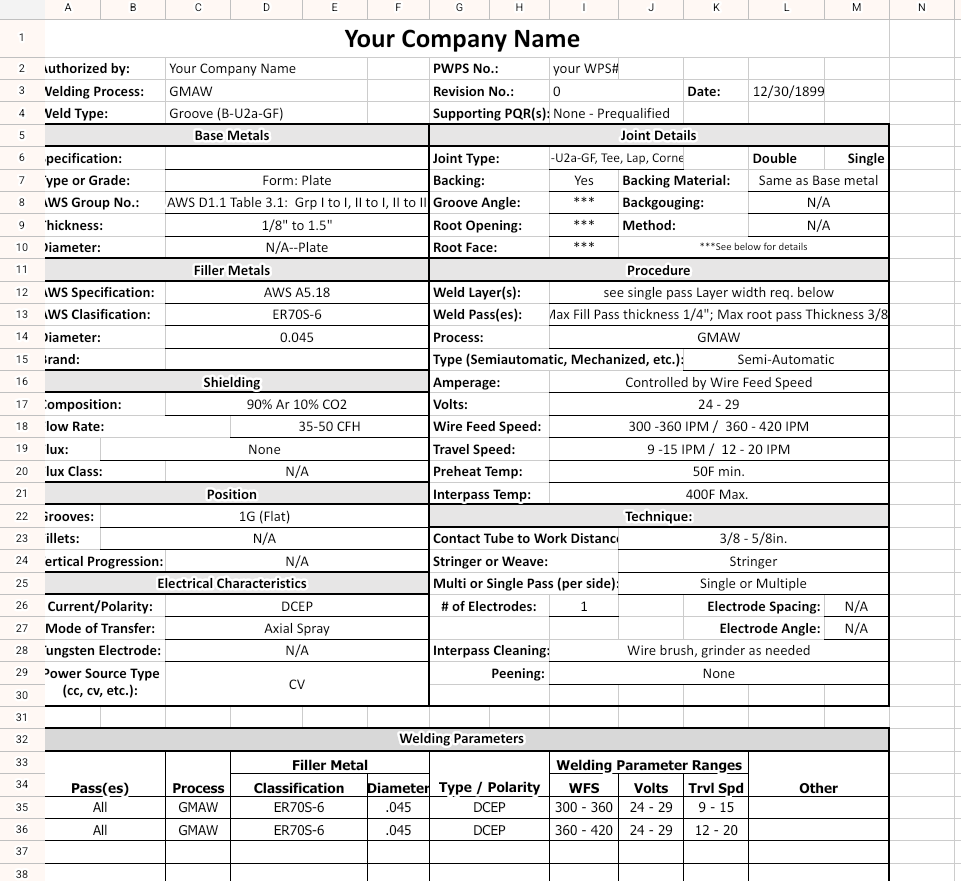 A B C D E F G H I J K L M N
1 Your Company Name
2 Authorized by: Your Company Name PWPS No.: your WPS#
3 Welding Process: GMAW Revision No.: 0 Date: 12/30/1899
4 Weld Type: Groove (B-U2a-GF) Supporting PQR(s): None - Prequalified
5 Base Metals Joint Details
6 pecification: Joint Type: -U2a-GF, Tee, Lap, Corne Double Single
7 Type or Grade: Form: Plate Backing: Yes Backing Material: Same as Base metal
8 AWS Group No.: AWS D1.1 Table 3.1: Grp I to I, II to I, II to II Groove Angle: *** Backgouging: N/A
9 Thickness: 1/8" to 1.5" Root Opening: *** Method: N/A
10 Diameter: N/A--Plate Root Face: *** ***See below for details
11 Filler Metals Procedure
12 AWS Specification: AWS A5.18 Weld Layer(s): see single pass Layer width req. below
13 AWS Clasification: ER70S-6 Weld Pass(es): Max Fill Pass thickness 1/4"; Max root pass Thickness 3/8
14 Diameter: 0.045 Process: GMAW
15 Brand: Type (Semiautomatic, Mechanized, etc.): Semi-Automatic
16 Shielding Amperage: Controlled by Wire Feed Speed
17 Composition: 90% Ar 10% CO2 Volts: 24 - 29
18 low Rate: 35-50 CFH Wire Feed Speed: 300 -360 IPM / 360 - 420 IPM
19 lux: None Travel Speed: 9 -15 IPM / 12 - 20 IPM
20 lux Class: N/A Preheat Temp: 50F min.
21 Position Interpass Temp: 400F Max.
22 Grooves: 1G (Flat) Technique:
23 illets: N/A Contact Tube to Work Distance 3/8 - 5/8in.
24 ertical Progression: N/A Stringer or Weave: Stringer
25 Electrical Characteristics Multi or Single Pass (per side): Single or Multiple
26 Current/Polarity: DCEP # of Electrodes: 1 Electrode Spacing: N/A
27 Mode of Transfer: Axial Spray Electrode Angle: N/A
28 Tungsten Electrode: N/A Interpass Cleaning: Wire brush, grinder as needed
29 Power Source Type CV Peening: None
30 (cc, cv, etc.):
31
32 Welding Parameters
33 Filler Metal Welding Parameter Ranges
34 Pass(es) Process Classification Diameter Type / Polarity WFS Volts Trvl Spd Other
35 All GMAW ER70S-6 .045 DCEP 300 - 360 24 - 29 9 - 15
36 All GMAW ER70S-6 .045 DCEP 360 - 420 24 - 29 12 - 20
37
38